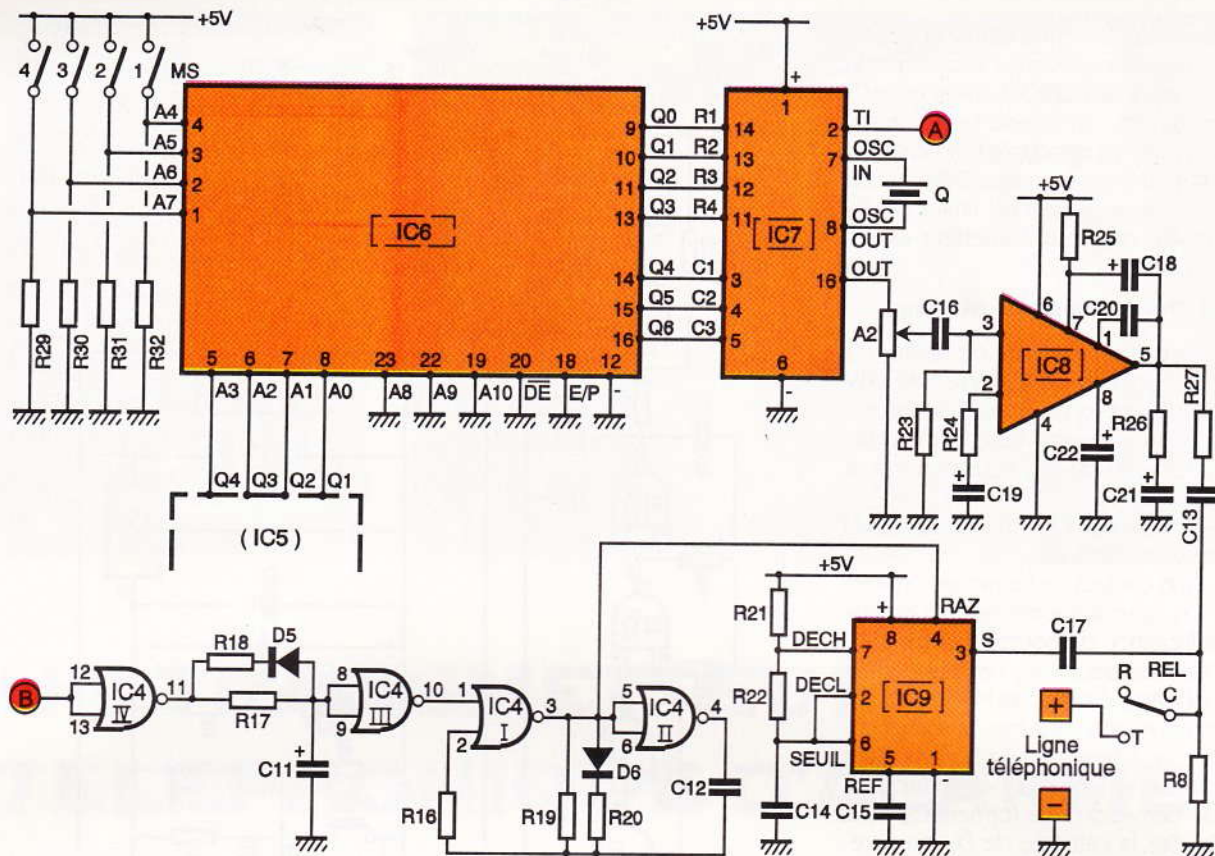 +5V
4 3 2 1 MS
A4 4
A5 3
A6 2
A7 1
R29 R30 R31 R32
IC6
9 Q0 R1 14
10 Q1 R2 13
11 Q2 R3 12
13 Q3 R4 11
14 Q4 C1 3
15 Q5 C2 4
16 Q6 C3 5
5 6 7 8 23 22 19 20 18 12
A3 A2 A1 A0 A8 A9 A10 DE E/P -
Q4 Q3 Q2 Q1
(IC5)
+5V
+
1
IC7
2 TI A
7 OSC IN
Q
8 OSC OUT
16 OUT
6
-
A2
C16
R23
R24
C19
+5V
R25
C18
C20
3 2 6 7 1 5 8 4
IC8
C22
R26
C21
R27
C13
B
12
13
IC4
IV
11
R18 D5
R17
C11
8
9
IC4
III
10
1
2
IC4
I
3
R16
R19
D6
R20
5
6
IC4
II
4
C12
+5V
R21
R22
DECH 7
DECL 2
SEUIL 6
+ 8
RAZ 4
3 S
IC9
5 REF
1 -
C14
C15
C17
R REL
C
T
+
Ligne
téléphonique
-
R8